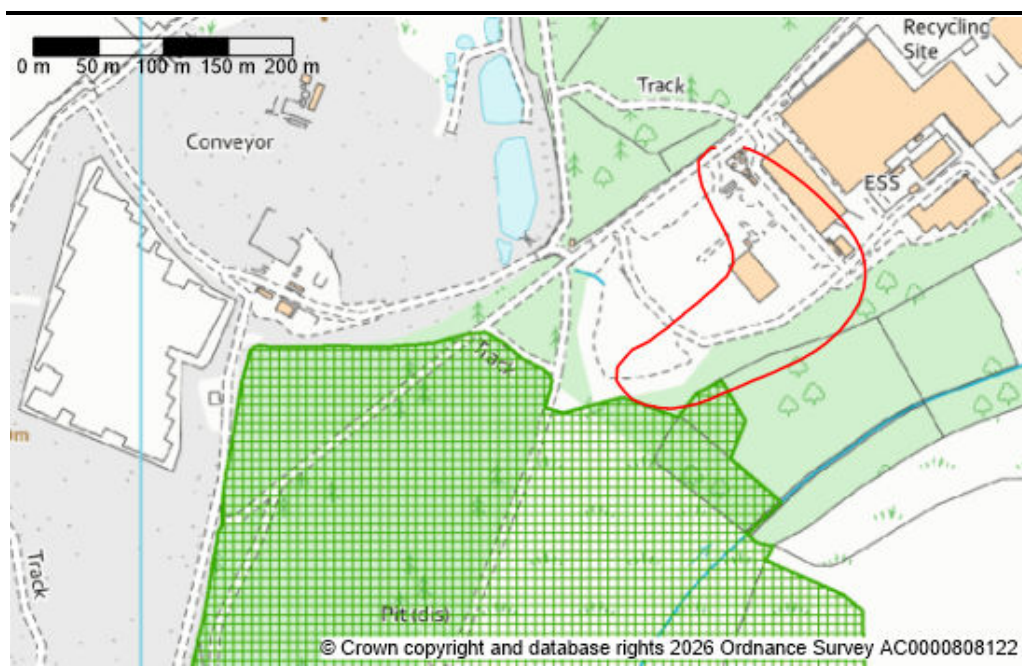 Recycling
Site
0 m 50 m 100 m 150 m 200 m
Track
Conveyor
ESS
Track
Track
Pit (dis)
© Crown copyright and database rights 2026 Ordnance Survey AC0000808122